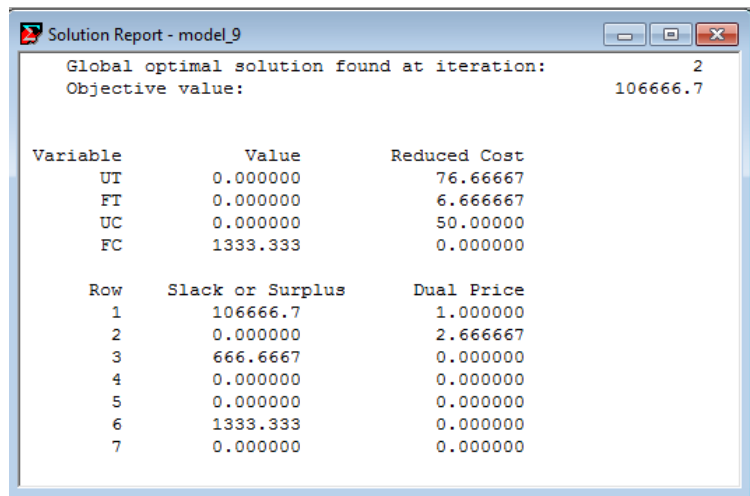 Solution Report - model_9
Global optimal solution found at iteration: 2
Objective value: 106666.7
Variable Value Reduced Cost
UT 0.000000 76.66667
FT 0.000000 6.666667
UC 0.000000 50.00000
FC 1333.333 0.000000
Row Slack or Surplus Dual Price
1 106666.7 1.000000
2 0.000000 2.666667
3 666.6667 0.000000
4 0.000000 0.000000
5 0.000000 0.000000
6 1333.333 0.000000
7 0.000000 0.000000